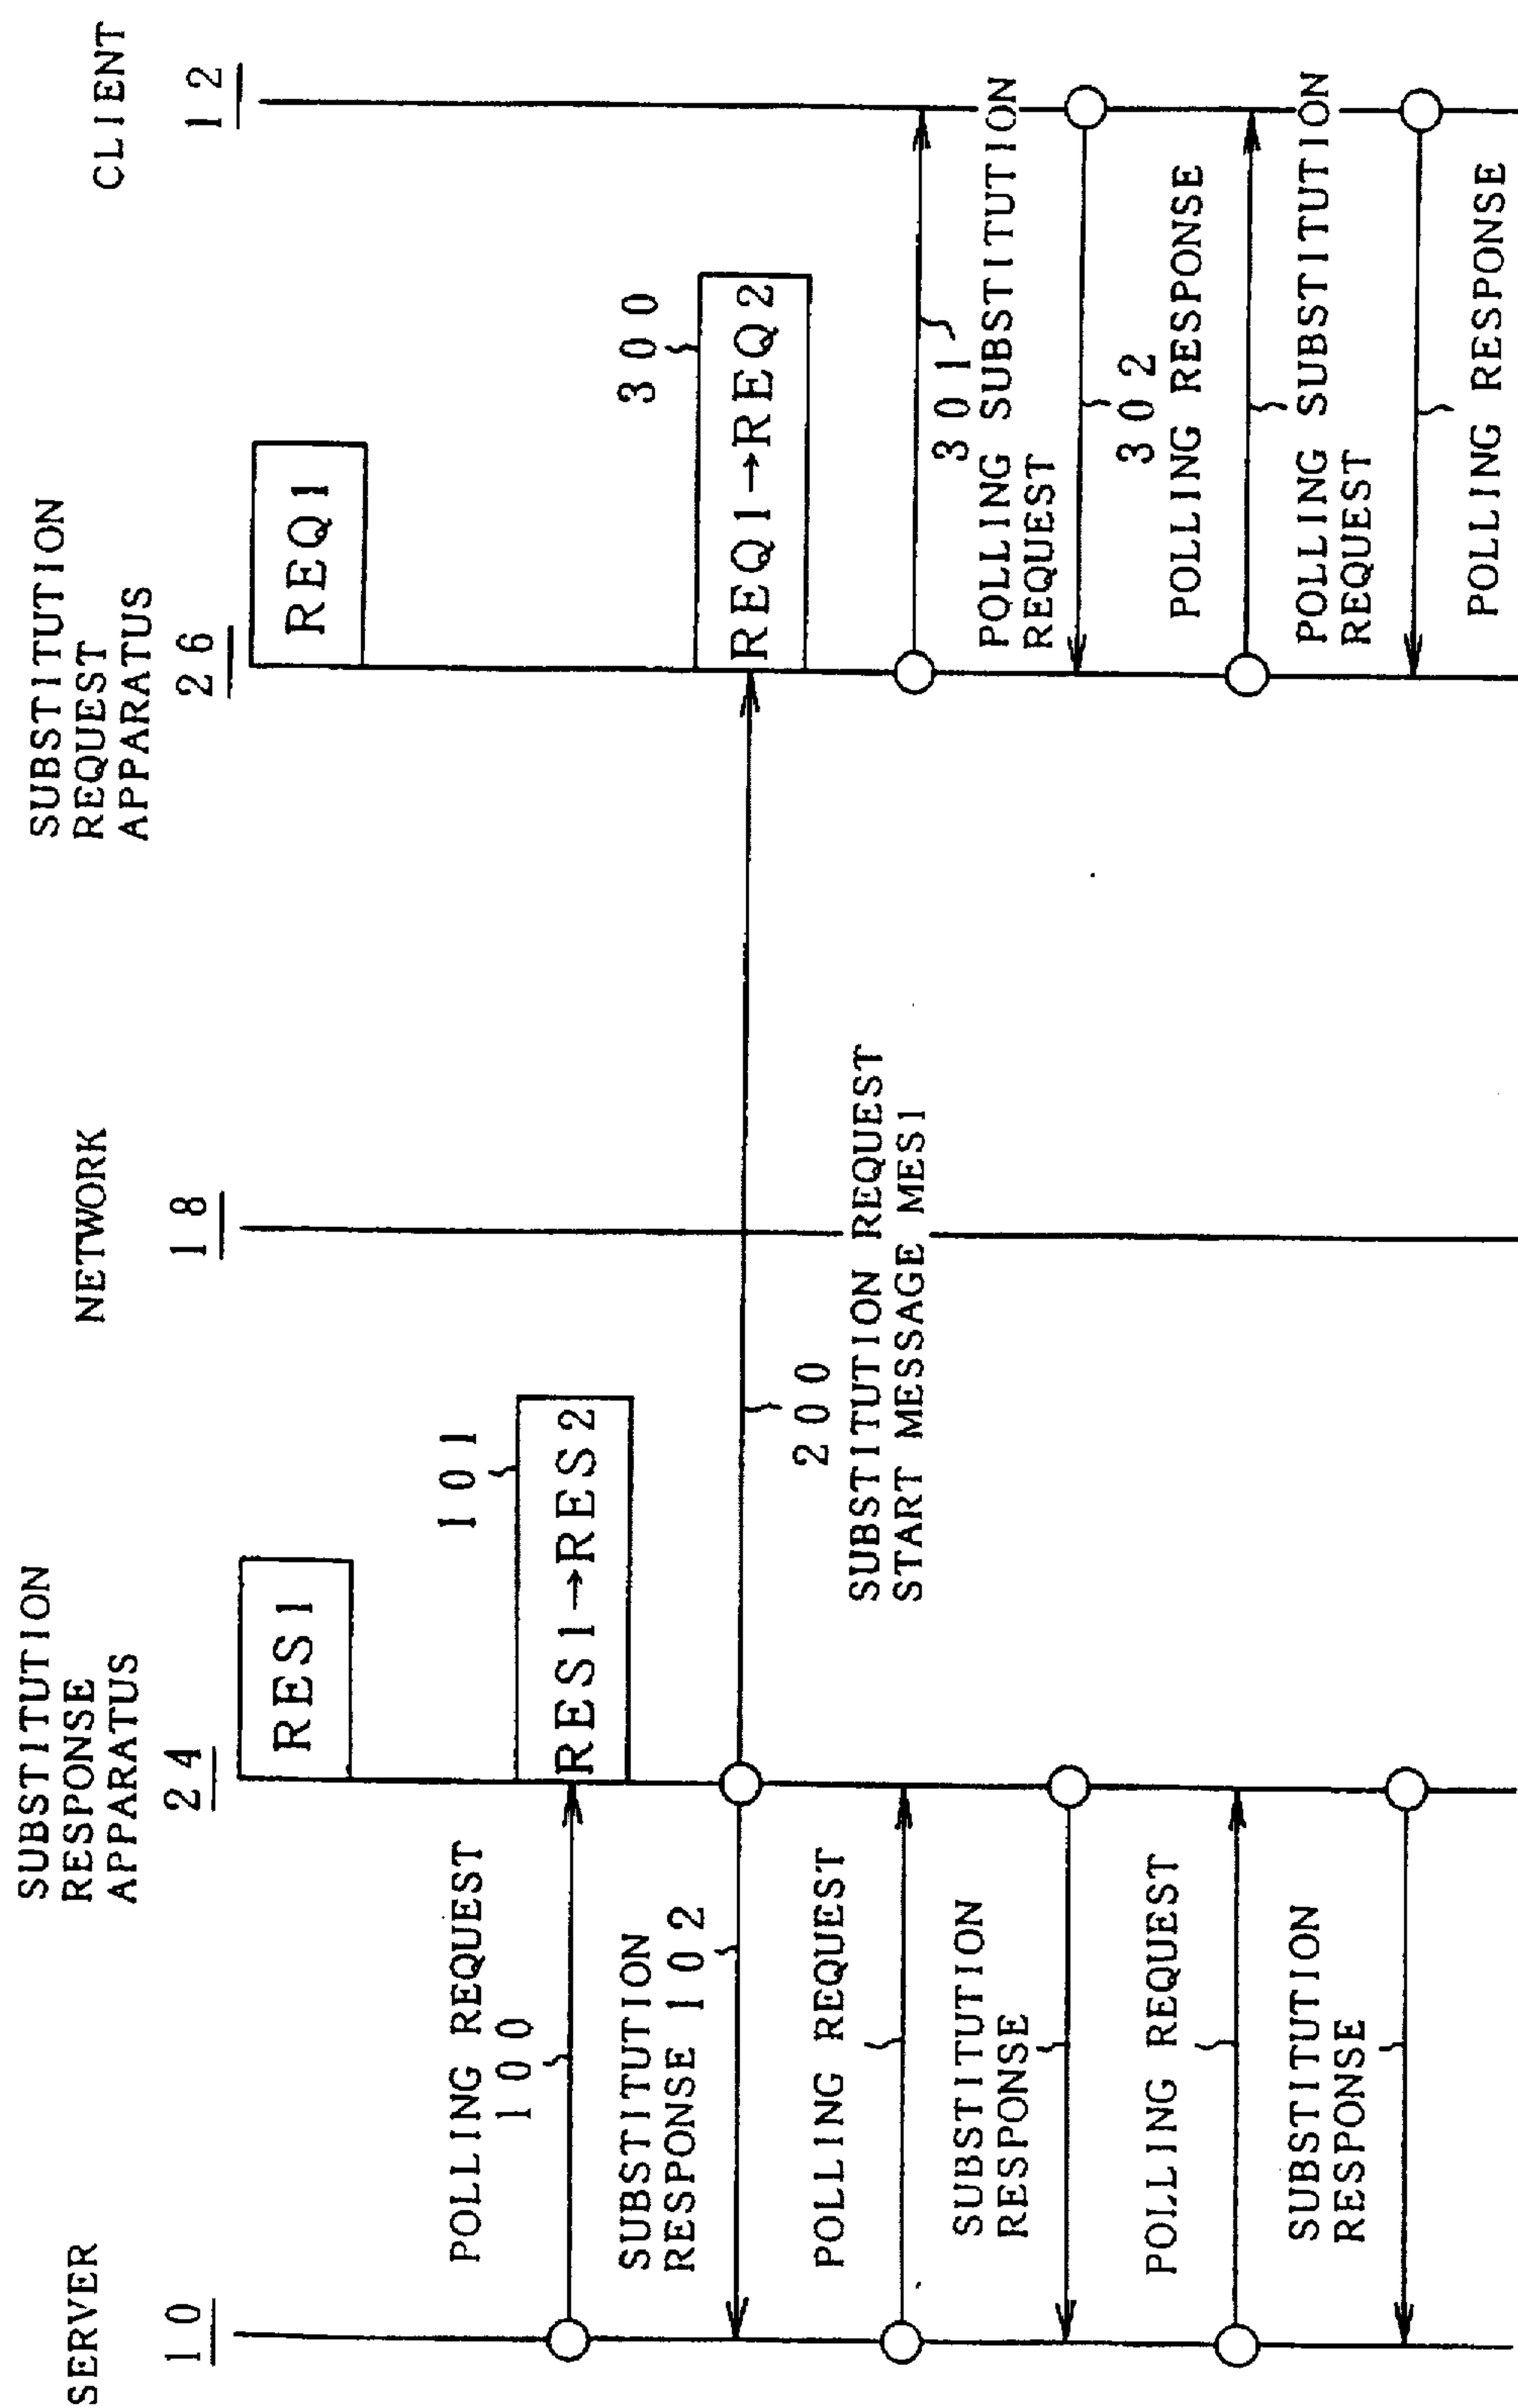 SERVER
10
SUBSTITUTION
RESPONSE
APPARATUS
24
NETWORK
18
SUBSTITUTION
REQUEST
APPARATUS
26
CLIENT
12
RES1
REQ1
POLLING REQUEST
100
101
RES1→RES2
SUBSTITUTION
RESPONSE 102
300
REQ1→REQ2
200
SUBSTITUTION REQUEST
START MESSAGE MES1
POLLING REQUEST
301
POLLING SUBSTITUTION
REQUEST
SUBSTITUTION
RESPONSE
302
POLLING RESPONSE
POLLING REQUEST
POLLING SUBSTITUTION
REQUEST
SUBSTITUTION
RESPONSE
POLLING RESPONSE